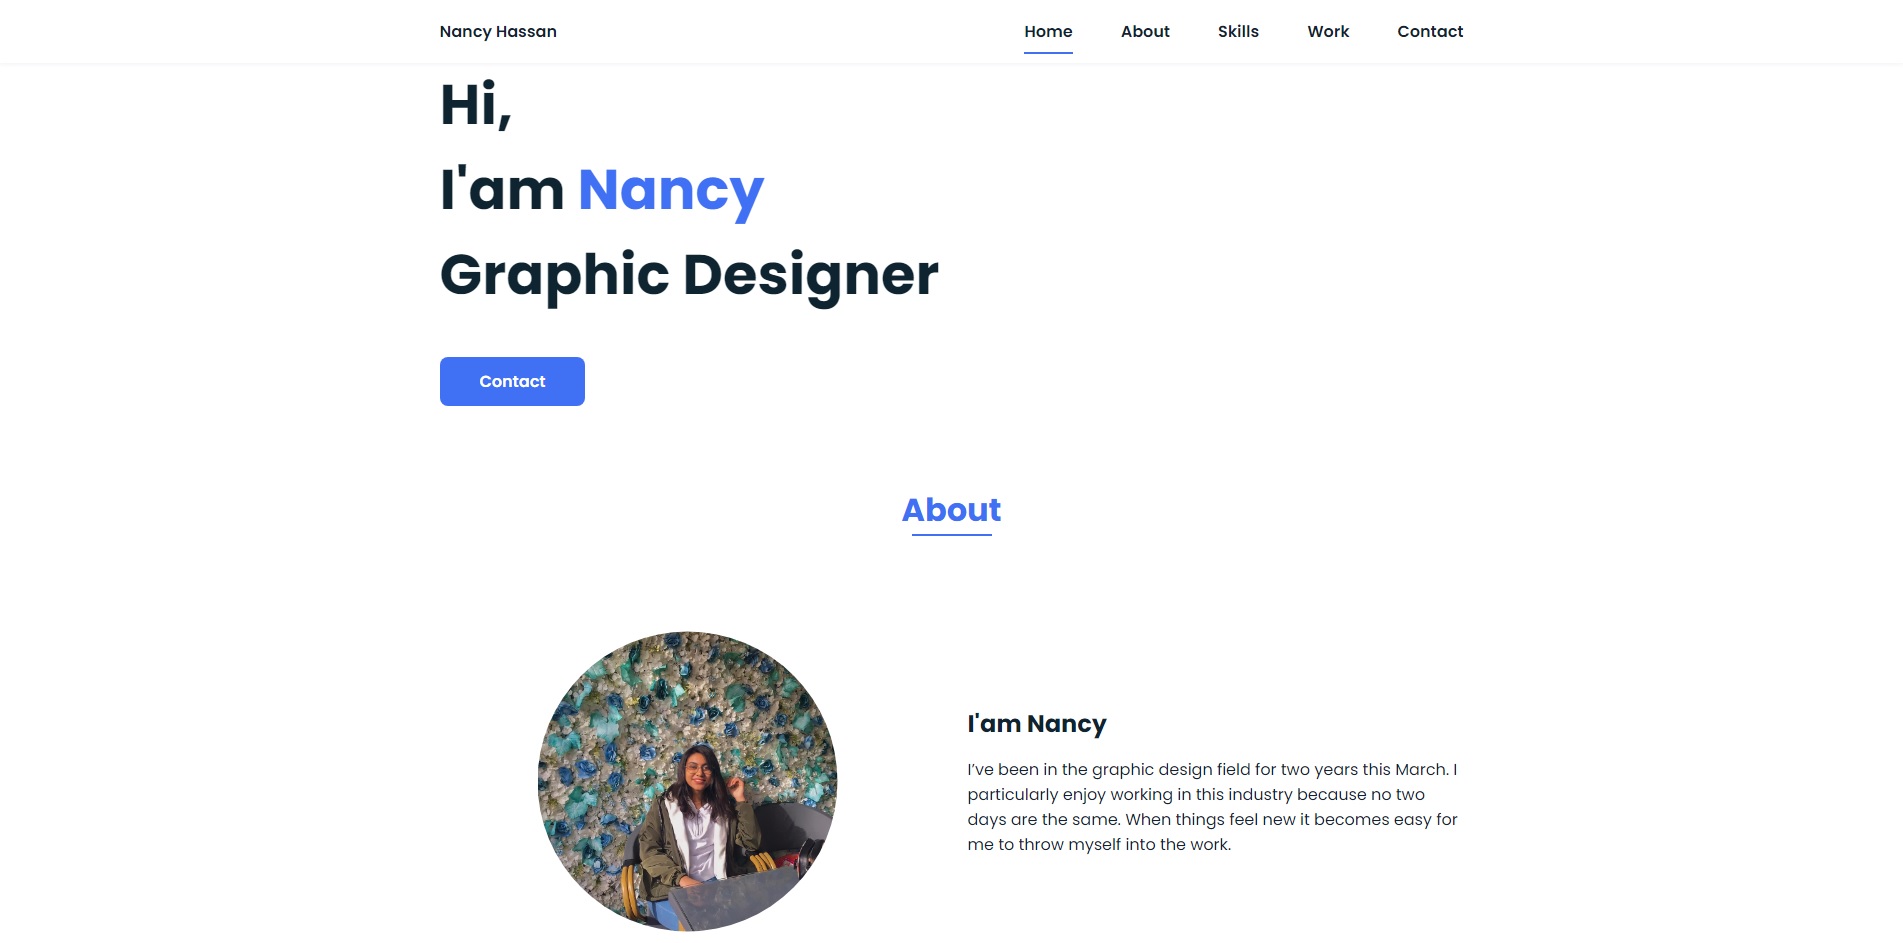 Nancy Hassan
Home About Skills Work Contact
Hi,
I'am Nancy
Graphic Designer
Contact
About
I'am Nancy
I’ve been in the graphic design field for two years this March. I
particularly enjoy working in this industry because no two
days are the same. When things feel new it becomes easy for
me to throw myself into the work.